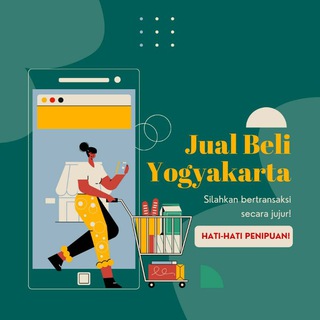 Jual Beli
Yogyakarta
Silahkan bertransaksi
secara jujur!
HATI-HATI PENIPUAN!